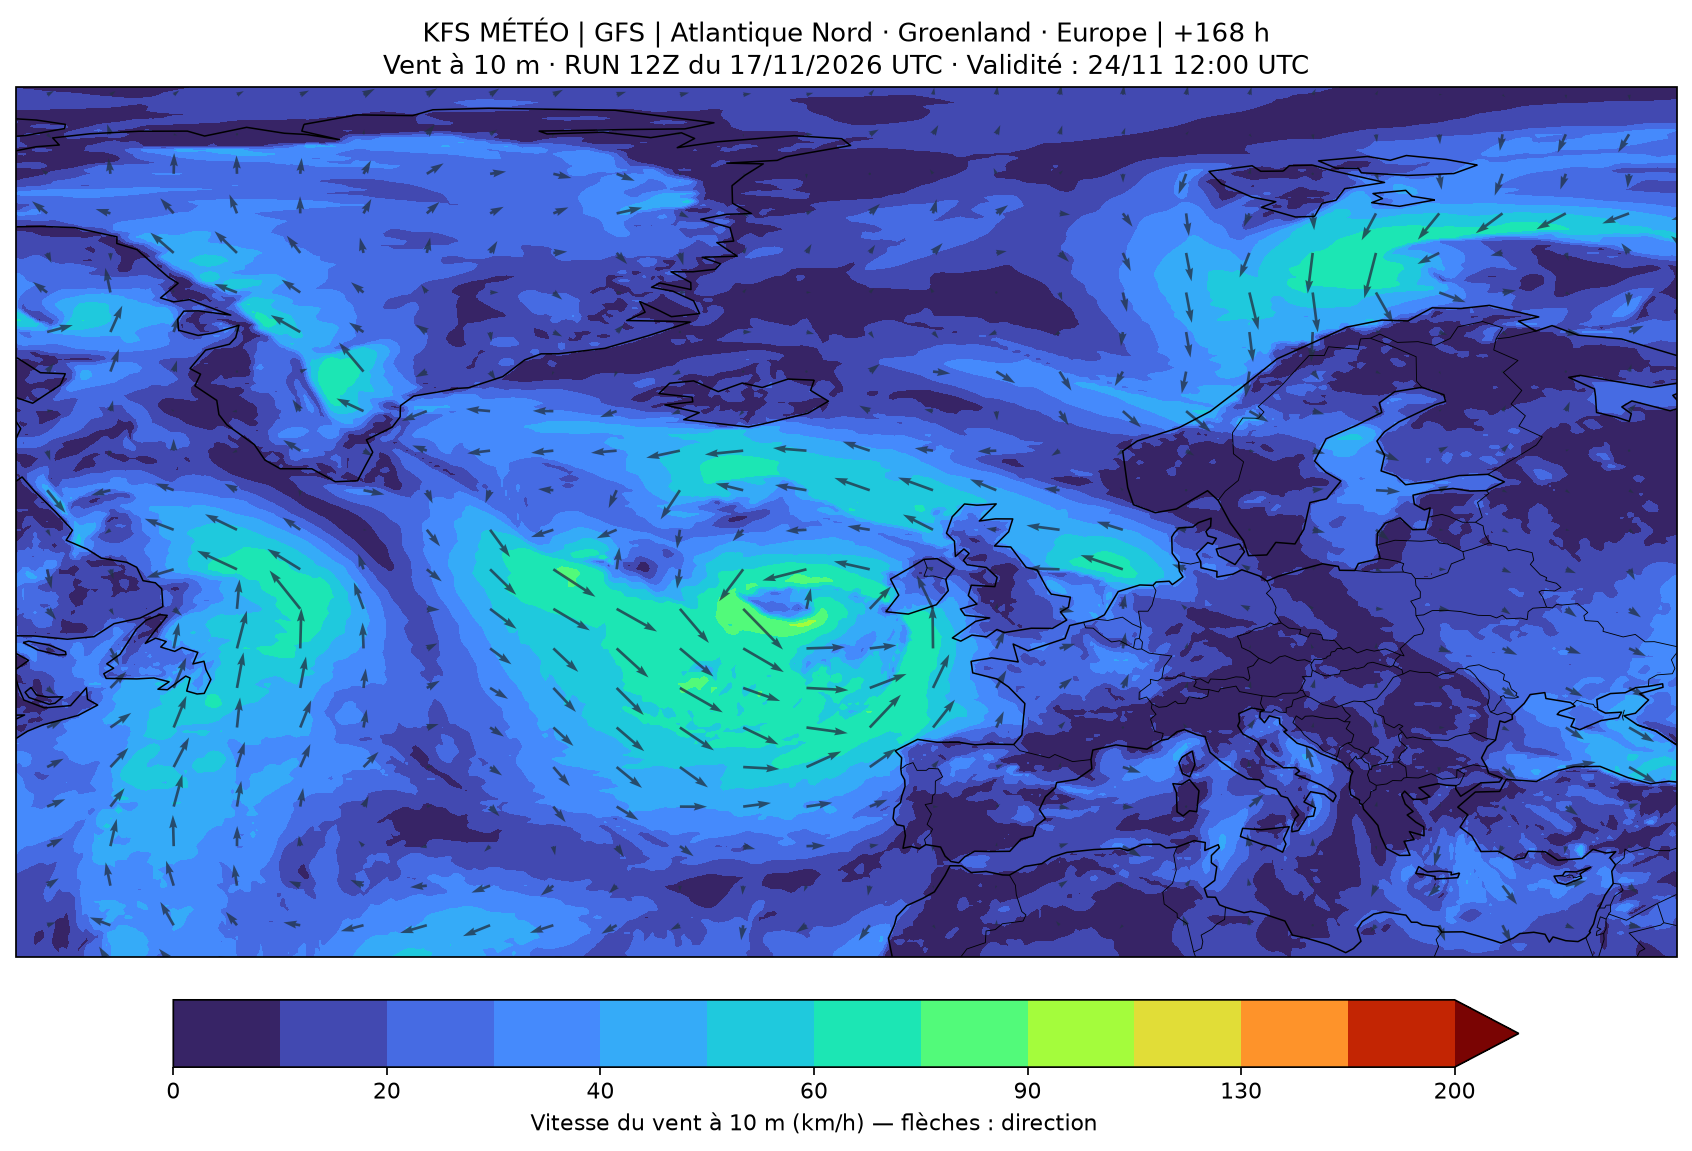 KFS MÉTÉO | GFS | Atlantique Nord · Groenland · Europe | +168 h
Vent à 10 m · RUN 12Z du 17/11/2026 UTC · Validité : 24/11 12:00 UTC
0 20 40 60 90 130 200
Vitesse du vent à 10 m (km/h) — flèches : direction